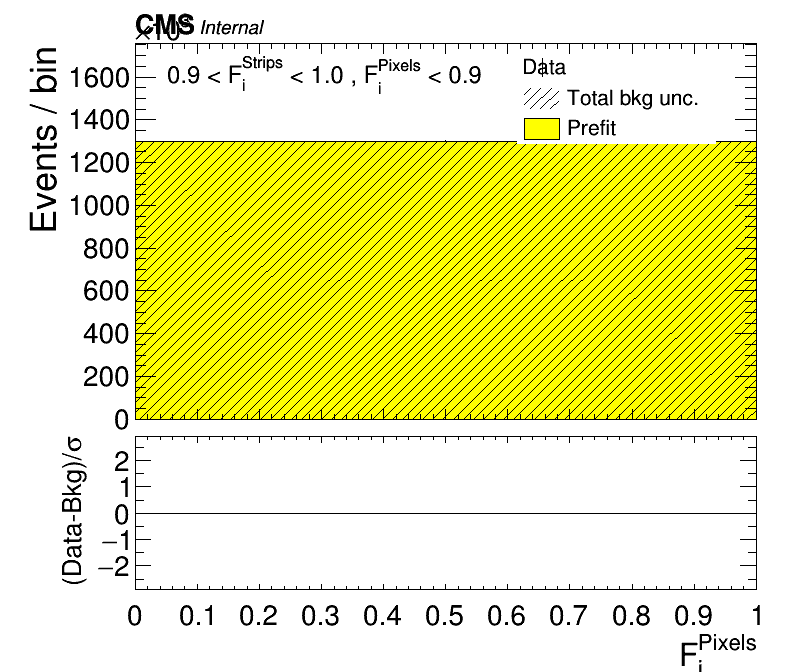 CMS Internal
Events / bin
0.9 < F_i^Strips < 1.0 , F_i^Pixels < 0.9
Data
Total bkg unc.
Prefit
1600
1400
1200
1000
800
600
400
200
0
(Data-Bkg)/σ
2
1
0
−1
−2
0 0.1 0.2 0.3 0.4 0.5 0.6 0.7 0.8 0.9 1
F_i^Pixels